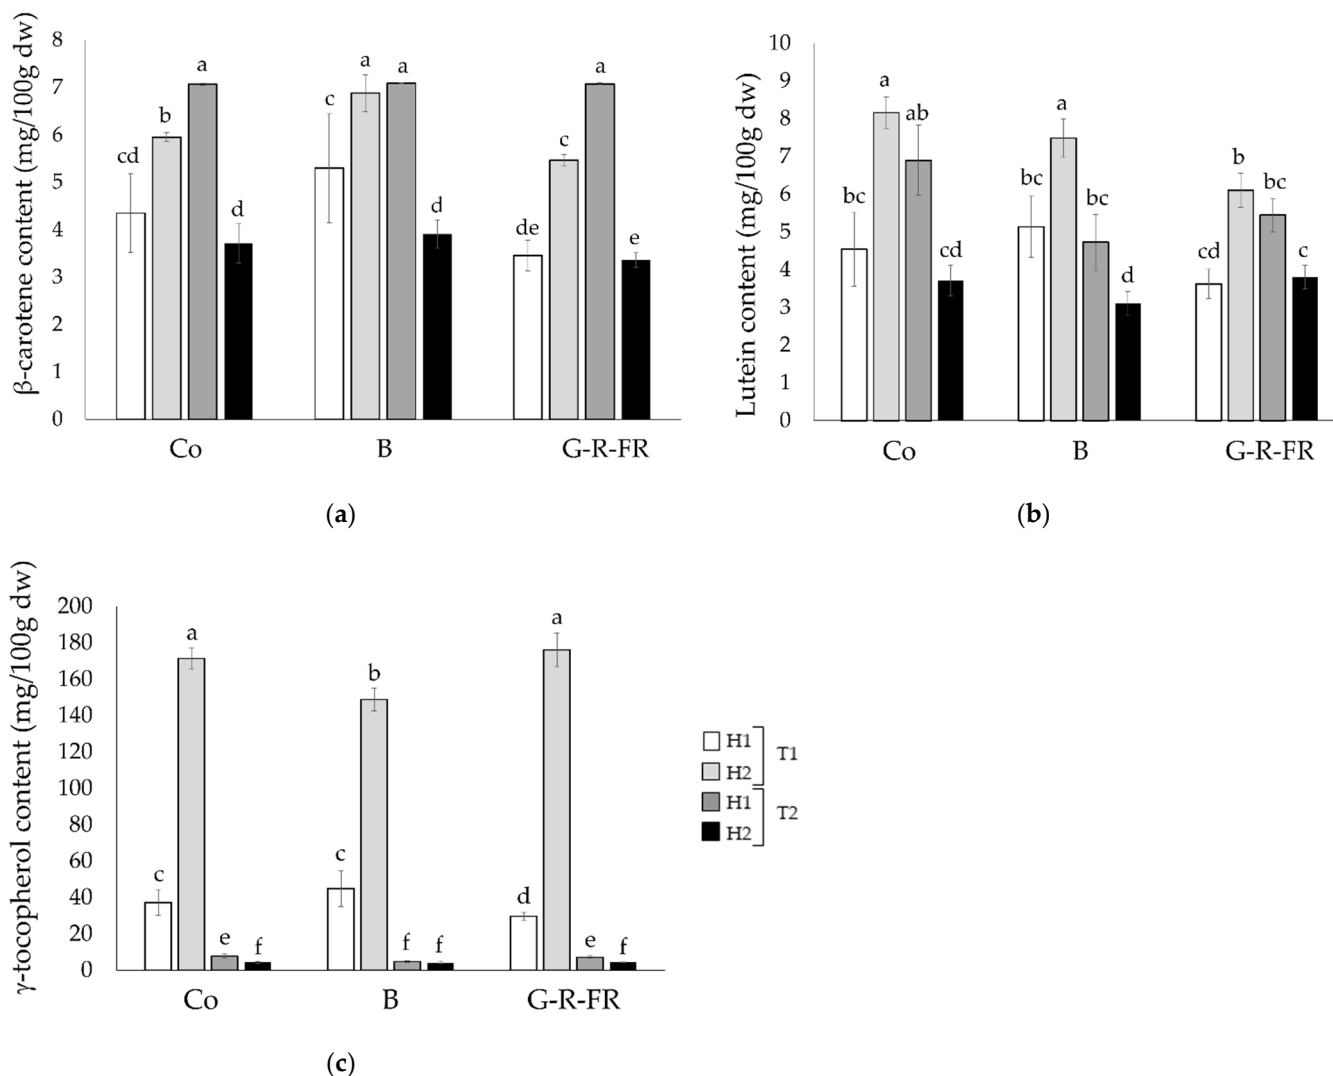 β-carotene content (mg/100g dw)
8
7
6
5
4
3
2
1
0
cd
b
a
d
c
a
a
d
de
c
a
e
Co
B
G-R-FR
(a)
Lutein content (mg/100g dw)
10
9
8
7
6
5
4
3
2
1
0
bc
a
ab
cd
bc
a
bc
d
cd
b
bc
c
Co
B
G-R-FR
(b)
γ-tocopherol content (mg/100g dw)
200
180
160
140
120
100
80
60
40
20
0
c
a
e
f
c
b
f
f
d
a
e
f
Co
B
G-R-FR
(c)
H1
H2
T1
H1
H2
T2